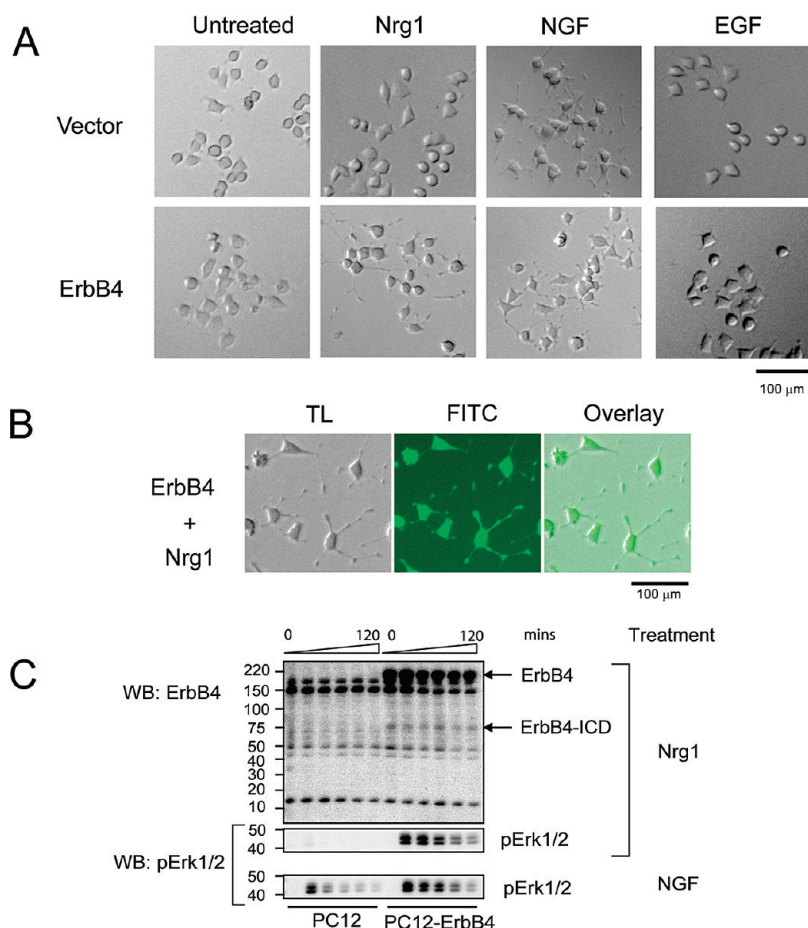 A
Untreated Nrg1 NGF EGF
Vector
ErbB4
100 µm
B
TL FITC Overlay
ErbB4
+
Nrg1
100 µm
C
0 120 0 120 mins Treatment
WB: ErbB4
220
150
100
75
50
40
30
20
10
ErbB4
ErbB4-ICD
Nrg1
WB: pErk1/2
50
40
pErk1/2
50
40
pErk1/2
NGF
PC12 PC12-ErbB4